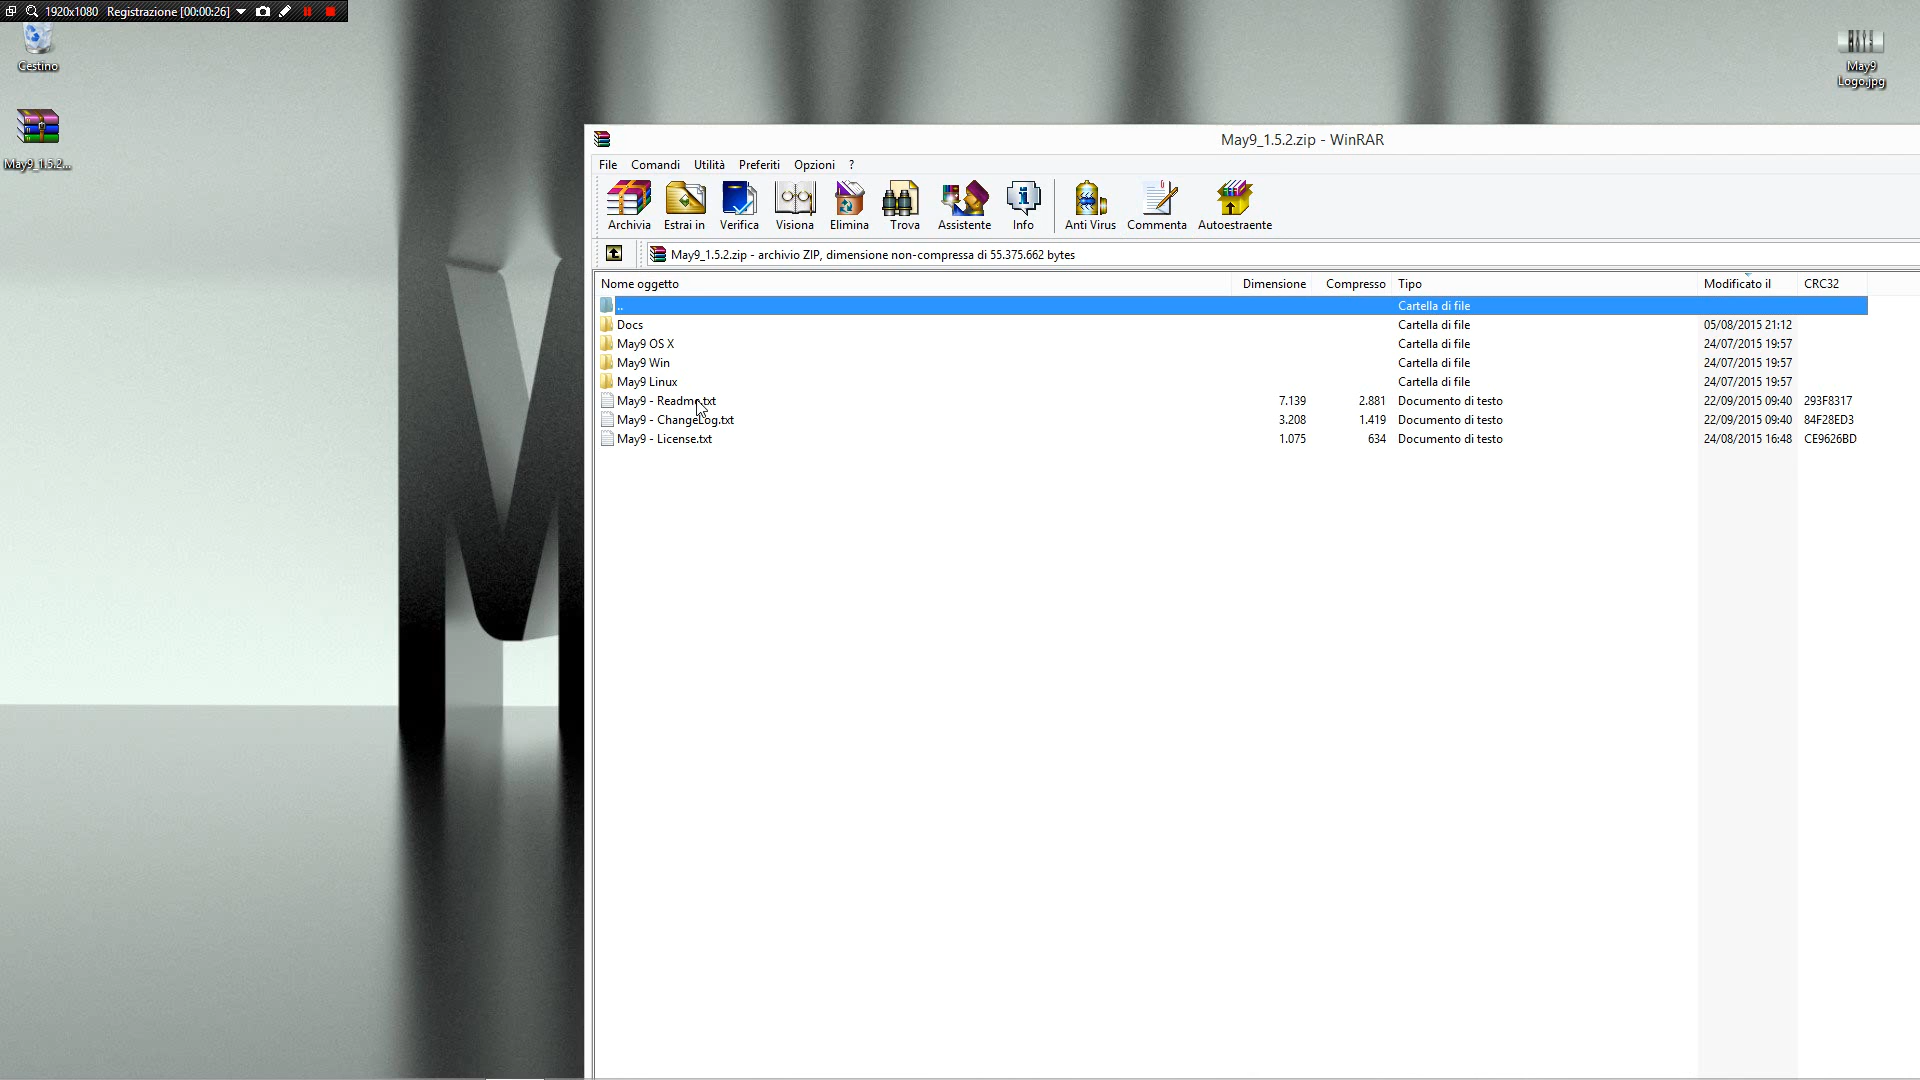 1920x1080 Registrazione [00:00:26]
Cestino
May9_1.5.2...
May9
Logo.jpg
May9_1.5.2.zip - WinRAR
File Comandi Utilità Preferiti Opzioni ?
Archivia Estrai in Verifica Visiona Elimina Trova Assistente Info Anti Virus Commenta Autoestraente
May9_1.5.2.zip - archivio ZIP, dimensione non-compressa di 55.375.662 bytes
Nome oggetto Dimensione Compresso Tipo Modificato il CRC32
.. Cartella di file
Docs Cartella di file 05/08/2015 21:12
May9 OS X Cartella di file 24/07/2015 19:57
May9 Win Cartella di file 24/07/2015 19:57
May9 Linux Cartella di file 24/07/2015 19:57
May9 - Readme.txt 7.139 2.881 Documento di testo 22/09/2015 09:40 293F8317
May9 - ChangeLog.txt 3.208 1.419 Documento di testo 22/09/2015 09:40 84F28ED3
May9 - License.txt 1.075 634 Documento di testo 24/08/2015 16:48 CE9626BD